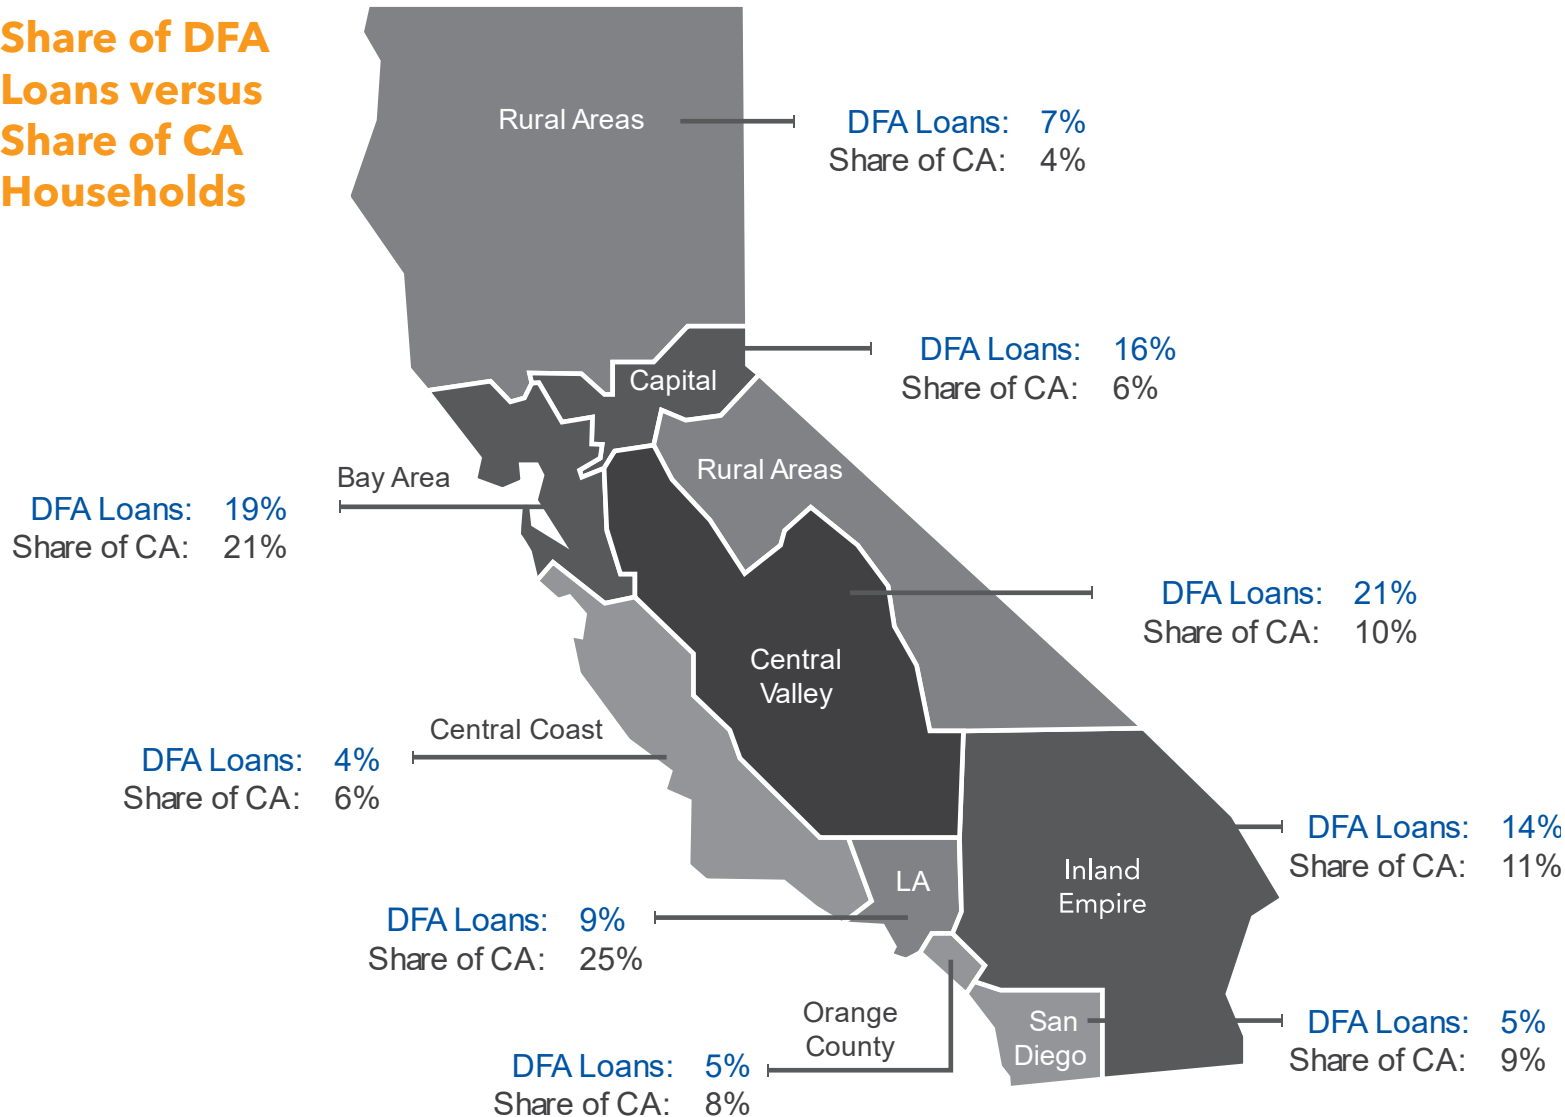 Share of DFA
Loans versus
Share of CA
Households
Rural Areas
DFA Loans: 7%
Share of CA: 4%
Capital
DFA Loans: 16%
Share of CA: 6%
Rural Areas
Bay Area
DFA Loans: 19%
Share of CA: 21%
DFA Loans: 21%
Share of CA: 10%
Central
Valley
Central Coast
DFA Loans: 4%
Share of CA: 6%
DFA Loans: 14%
Share of CA: 11%
Inland
Empire
LA
DFA Loans: 9%
Share of CA: 25%
Orange
County
San
Diego
DFA Loans: 5%
Share of CA: 9%
DFA Loans: 5%
Share of CA: 8%